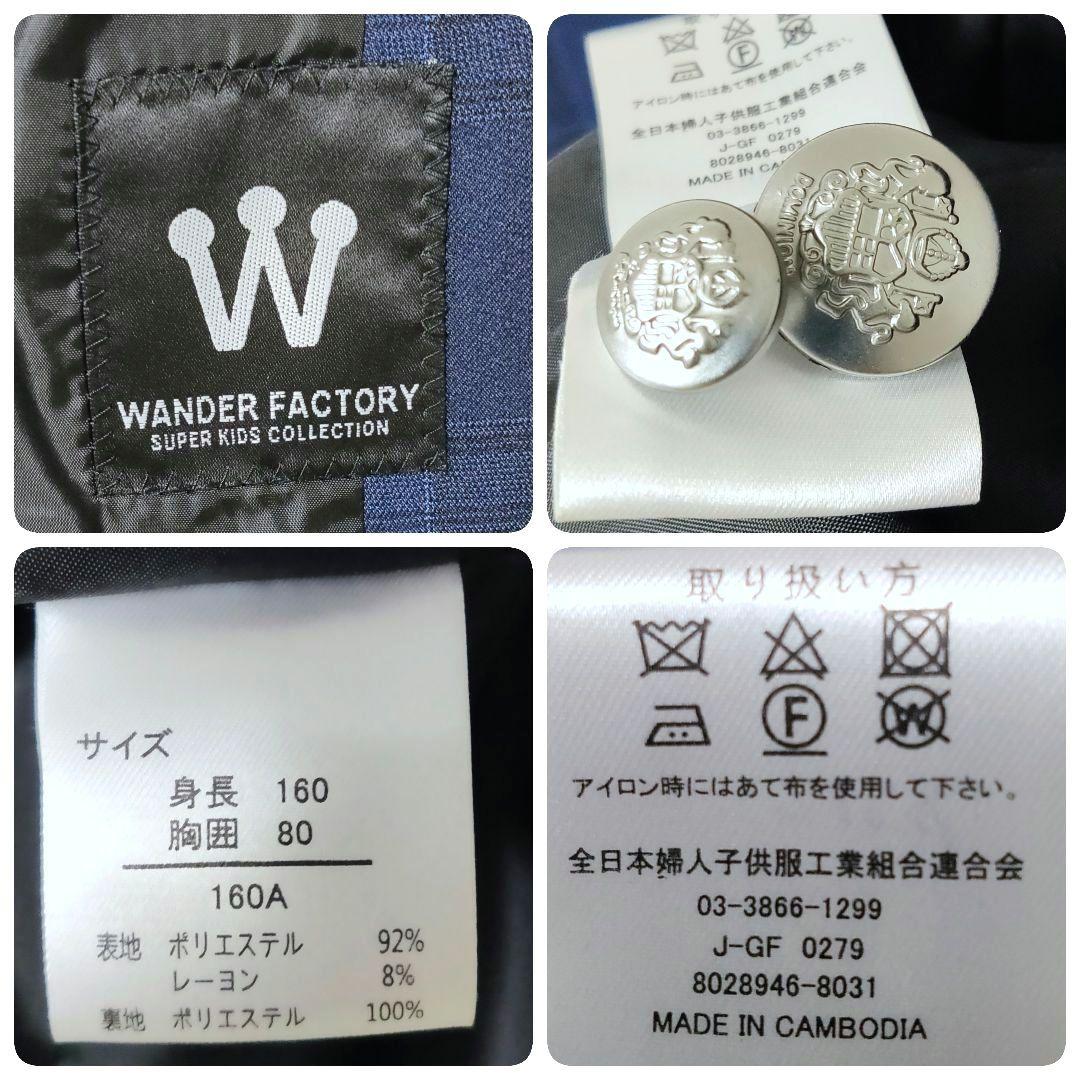 W
WANDER FACTORY
SUPER KIDS COLLECTION
アイロン時にはあて布を使用して下さい。
全日本婦人子供服工業組合連合会
03-3866-1299
J-GF 0279
8028946-8031
MADE IN CA
サイズ
身長 160
胸囲 80
160A
表地 ポリエステル 92%
レーヨン 8%
裏地 ポリエステル 100%
取り扱い方
F
W
アイロン時にはあて布を使用して下さい。
全日本婦人子供服工業組合連合会
03-3866-1299
J-GF 0279
8028946-8031
MADE IN CAMBODIA